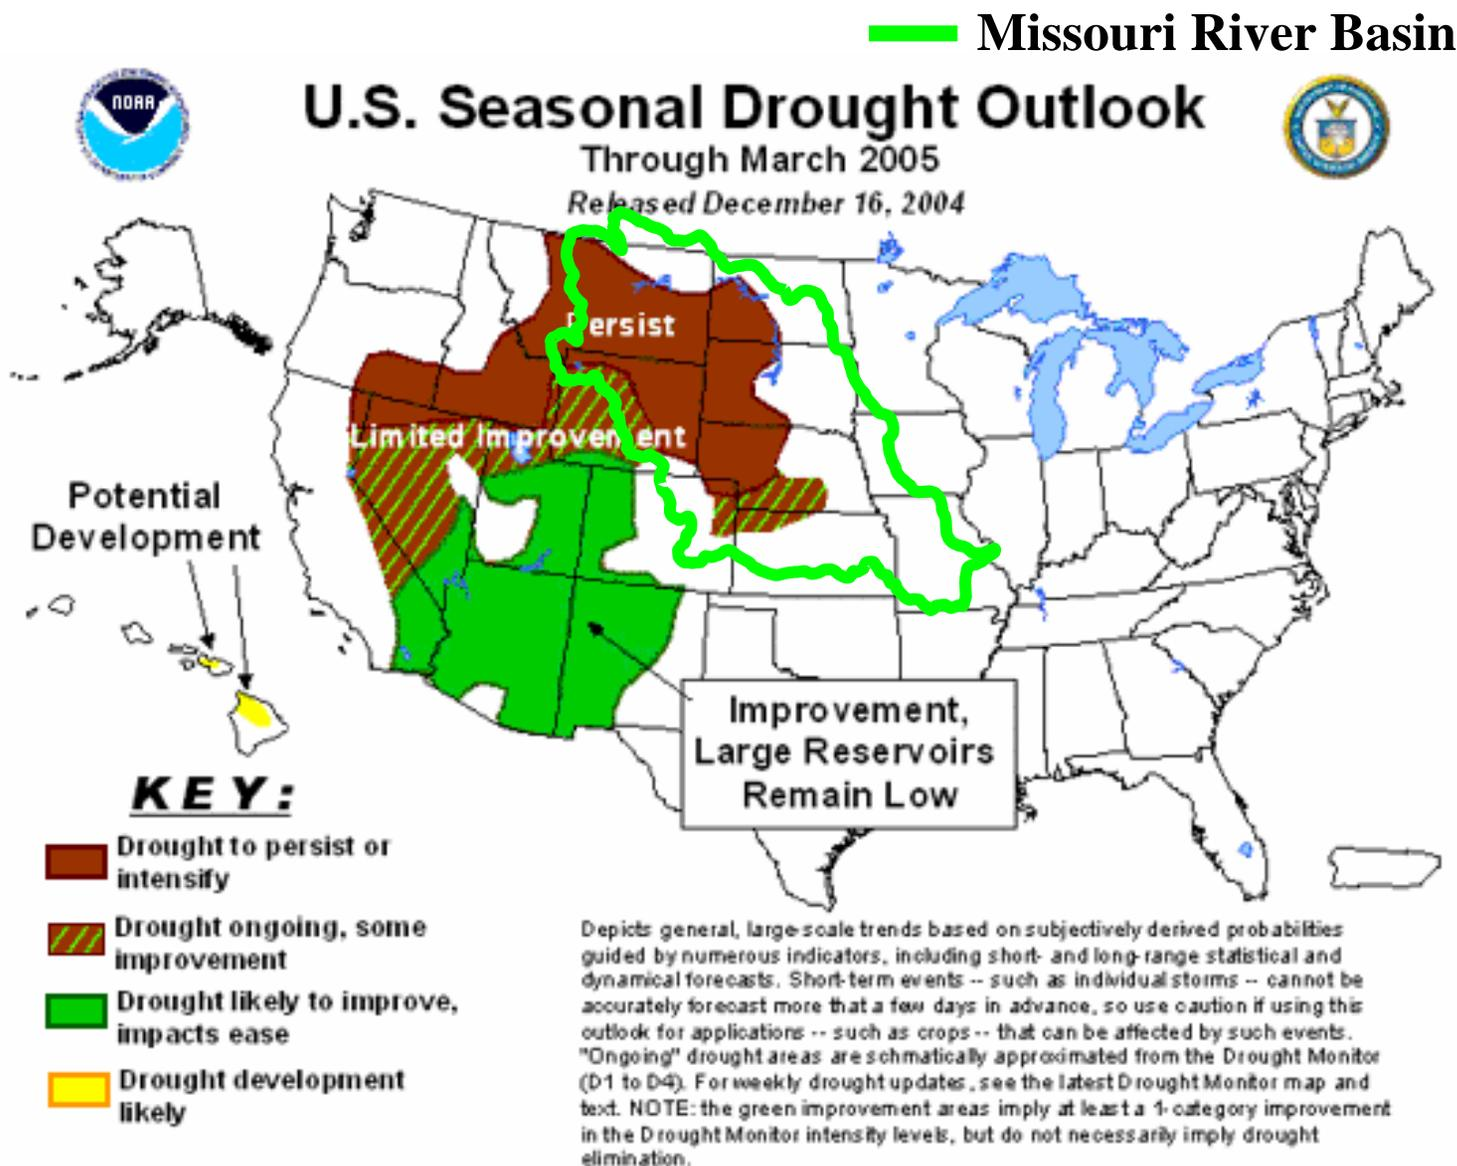 Missouri River Basin
NOAA
U.S. Seasonal Drought Outlook
Through March 2005
Released December 16, 2004
Persist
Limited Improvement
Potential
Development
Improvement,
Large Reservoirs
Remain Low
KEY:
Drought to persist or
intensify
Drought ongoing, some
improvement
Drought likely to improve,
impacts ease
Drought development
likely
Depicts general, large-scale trends based on subjectively derived probabilities
guided by numerous indicators, including short- and long-range statistical and
dynamical forecasts. Short-term events -- such as individual storms -- cannot be
accurately forecast more that a few days in advance, so use caution if using this
outlook for applications -- such as crops -- that can be affected by such events.
"Ongoing" drought areas are schmatically approximated from the Drought Monitor
(D1 to D4). For weekly drought updates, see the latest Drought Monitor map and
text. NOTE: the green improvement areas imply at least a 1-category improvement
in the Drought Monitor intensity levels, but do not necessarily imply drought
elimination.